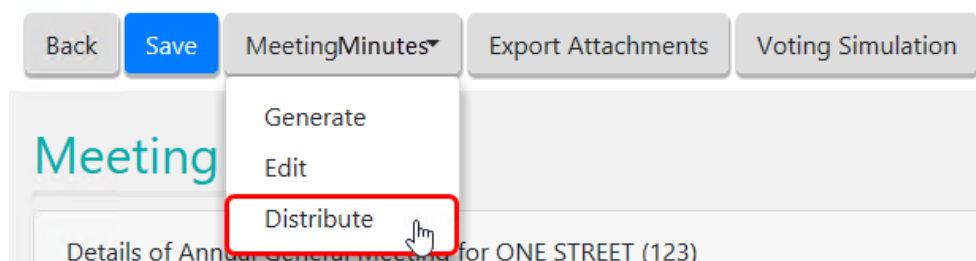 Back Save MeetingMinutes Export Attachments Voting Simulation
Generate
Meeting
Edit
Distribute
Details of Annual General Meeting for ONE STREET (123)